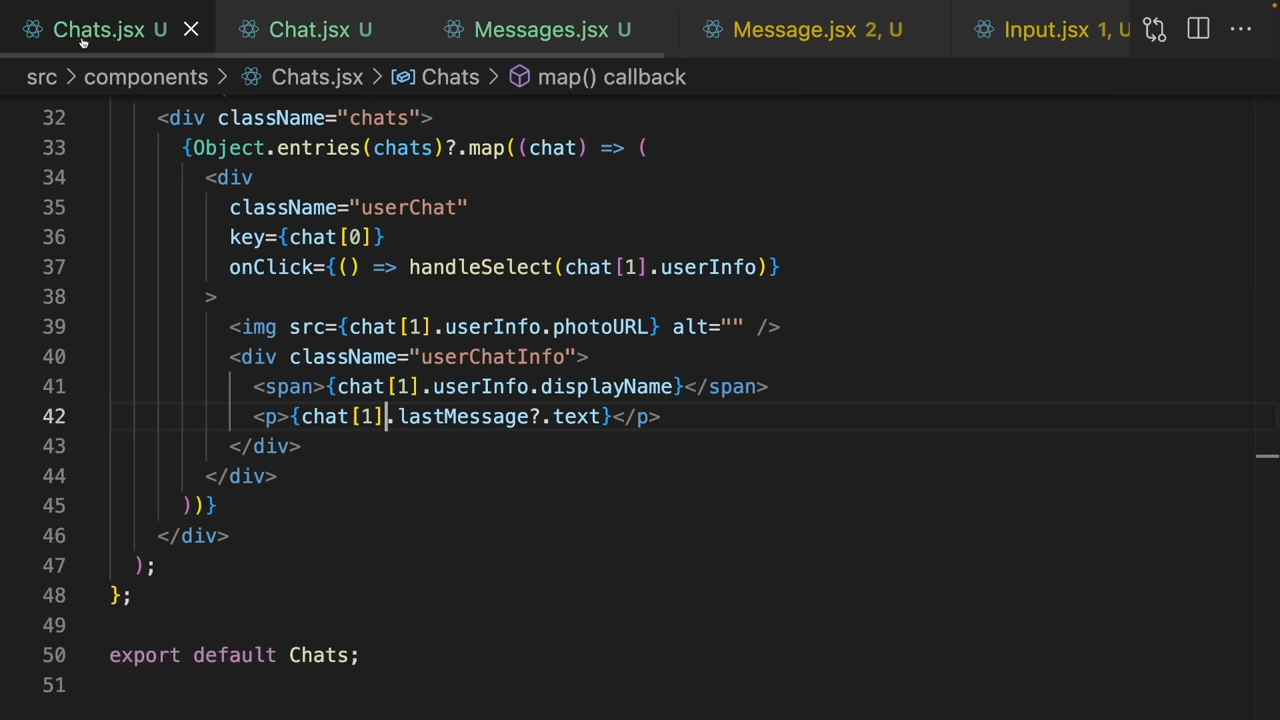 Chats.jsx U Chat.jsx U Messages.jsx U Message.jsx 2, U Input.jsx 1, U
src > components > Chats.jsx > Chats > map() callback
32 <div className="chats">
33 {Object.entries(chats)?.map((chat) => (
34 <div
35 className="userChat"
36 key={chat[0]}
37 onClick={() => handleSelect(chat[1].userInfo)}
38 >
39 <img src={chat[1].userInfo.photoURL} alt="" />
40 <div className="userChatInfo">
41 <span>{chat[1].userInfo.displayName}</span>
42 <p>{chat[1].lastMessage?.text}</p>
43 </div>
44 </div>
45 ))}
46 </div>
47 );
48 };
49
50 export default Chats;
51